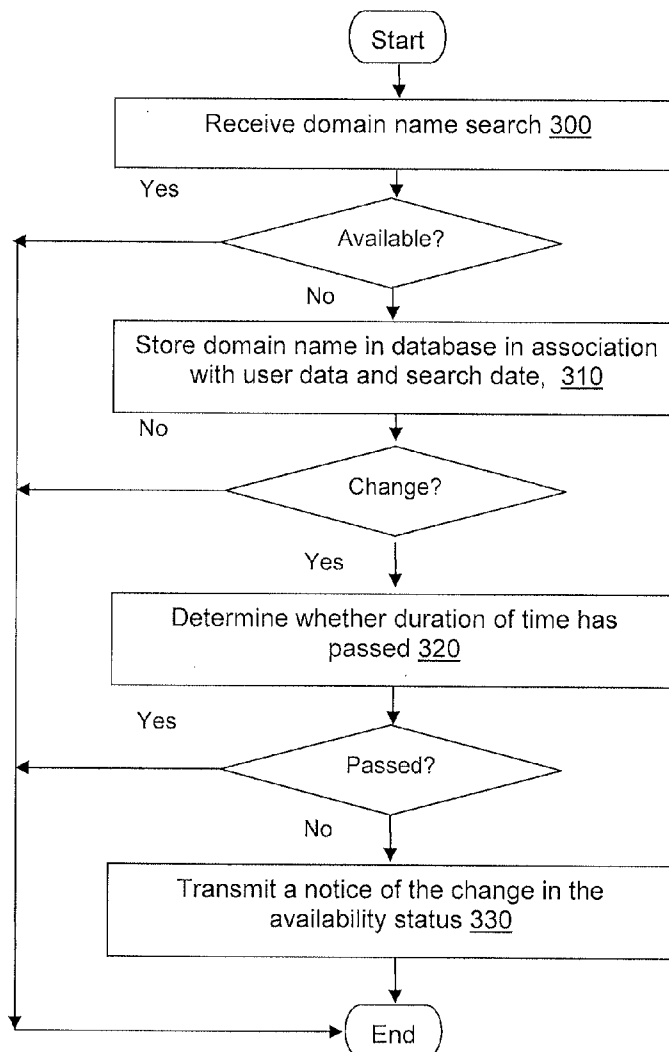 Start
Receive domain name search 300
Yes
Available?
No
Store domain name in database in association
with user data and search date, 310
No
Change?
Yes
Determine whether duration of time has
passed 320
Yes
Passed?
No
Transmit a notice of the change in the
availability status 330
End